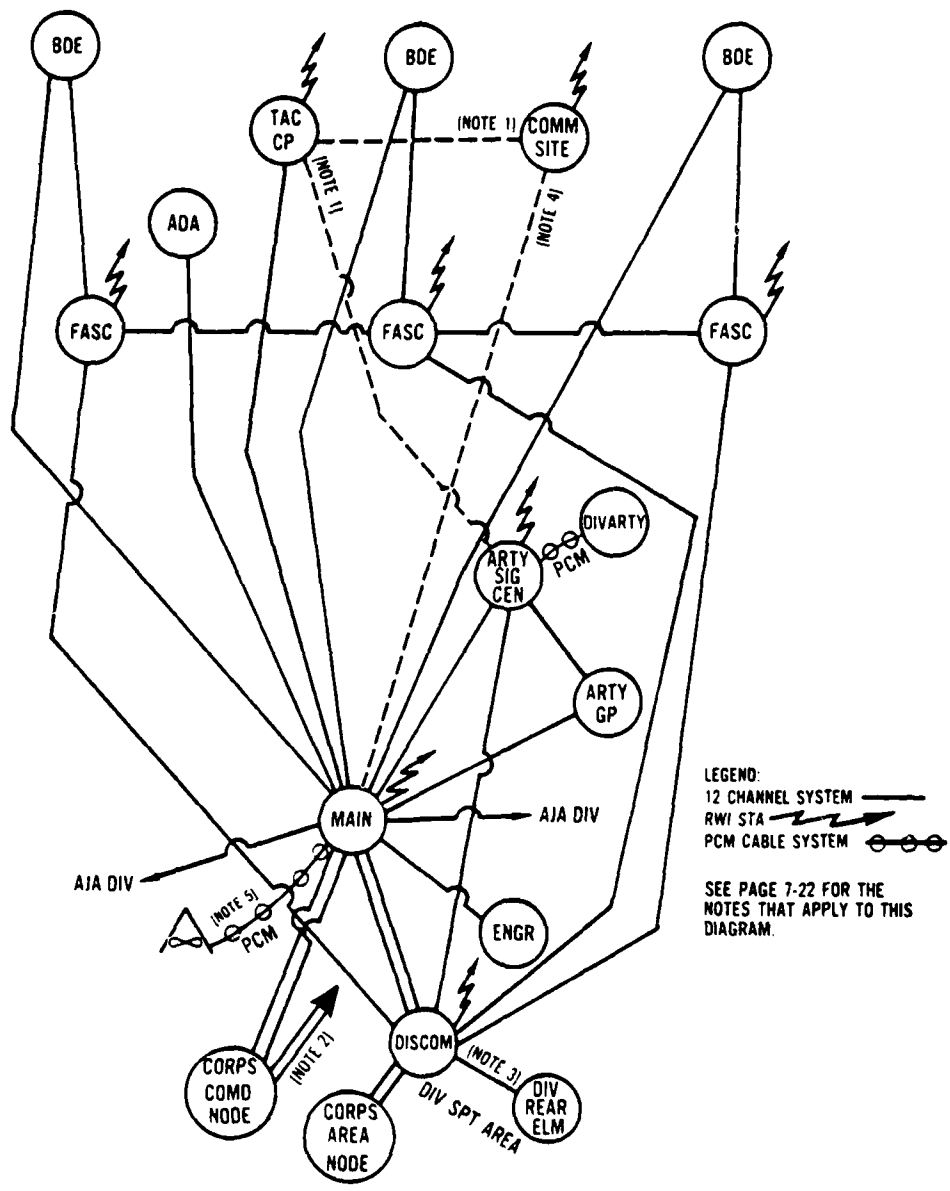 BDE
BDE
BDE
TAC
CP
(NOTE 1)
COMM
SITE
(NOTE 1)
(NOTE 4)
ADA
FASC
FASC
FASC
DIVARTY
PCM
ARTY
SIG
CEN
ARTY
GP
MAIN
AJA DIV
AJA DIV
(NOTE 5)
PCM
ENGR
LEGEND:
12 CHANNEL SYSTEM
RWI STA
PCM CABLE SYSTEM
SEE PAGE 7-22 FOR THE
NOTES THAT APPLY TO THIS
DIAGRAM.
DISCOM
(NOTE 3)
(NOTE 2)
DIV SPT AREA
CORPS
COMD
NODE
CORPS
AREA
NODE
DIV
REAR
ELM